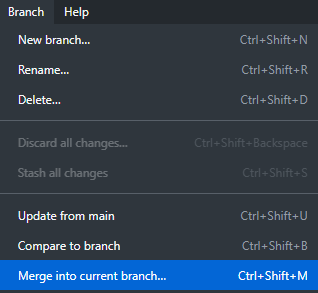 Branch Help
New branch... Ctrl+Shift+N
Rename... Ctrl+Shift+R
Delete... Ctrl+Shift+D
Discard all changes... Ctrl+Shift+Backspace
Stash all changes Ctrl+Shift+S
Update from main Ctrl+Shift+U
Compare to branch Ctrl+Shift+B
Merge into current branch... Ctrl+Shift+M